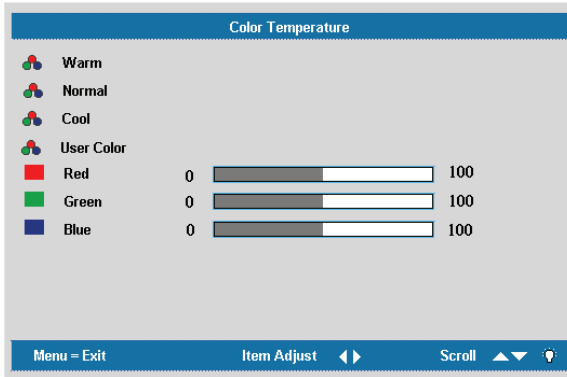 Color Temperature
Warm
Normal
Cool
User Color
Red 0 100
Green 0 100
Blue 0 100
Menu = Exit Item Adjust Scroll